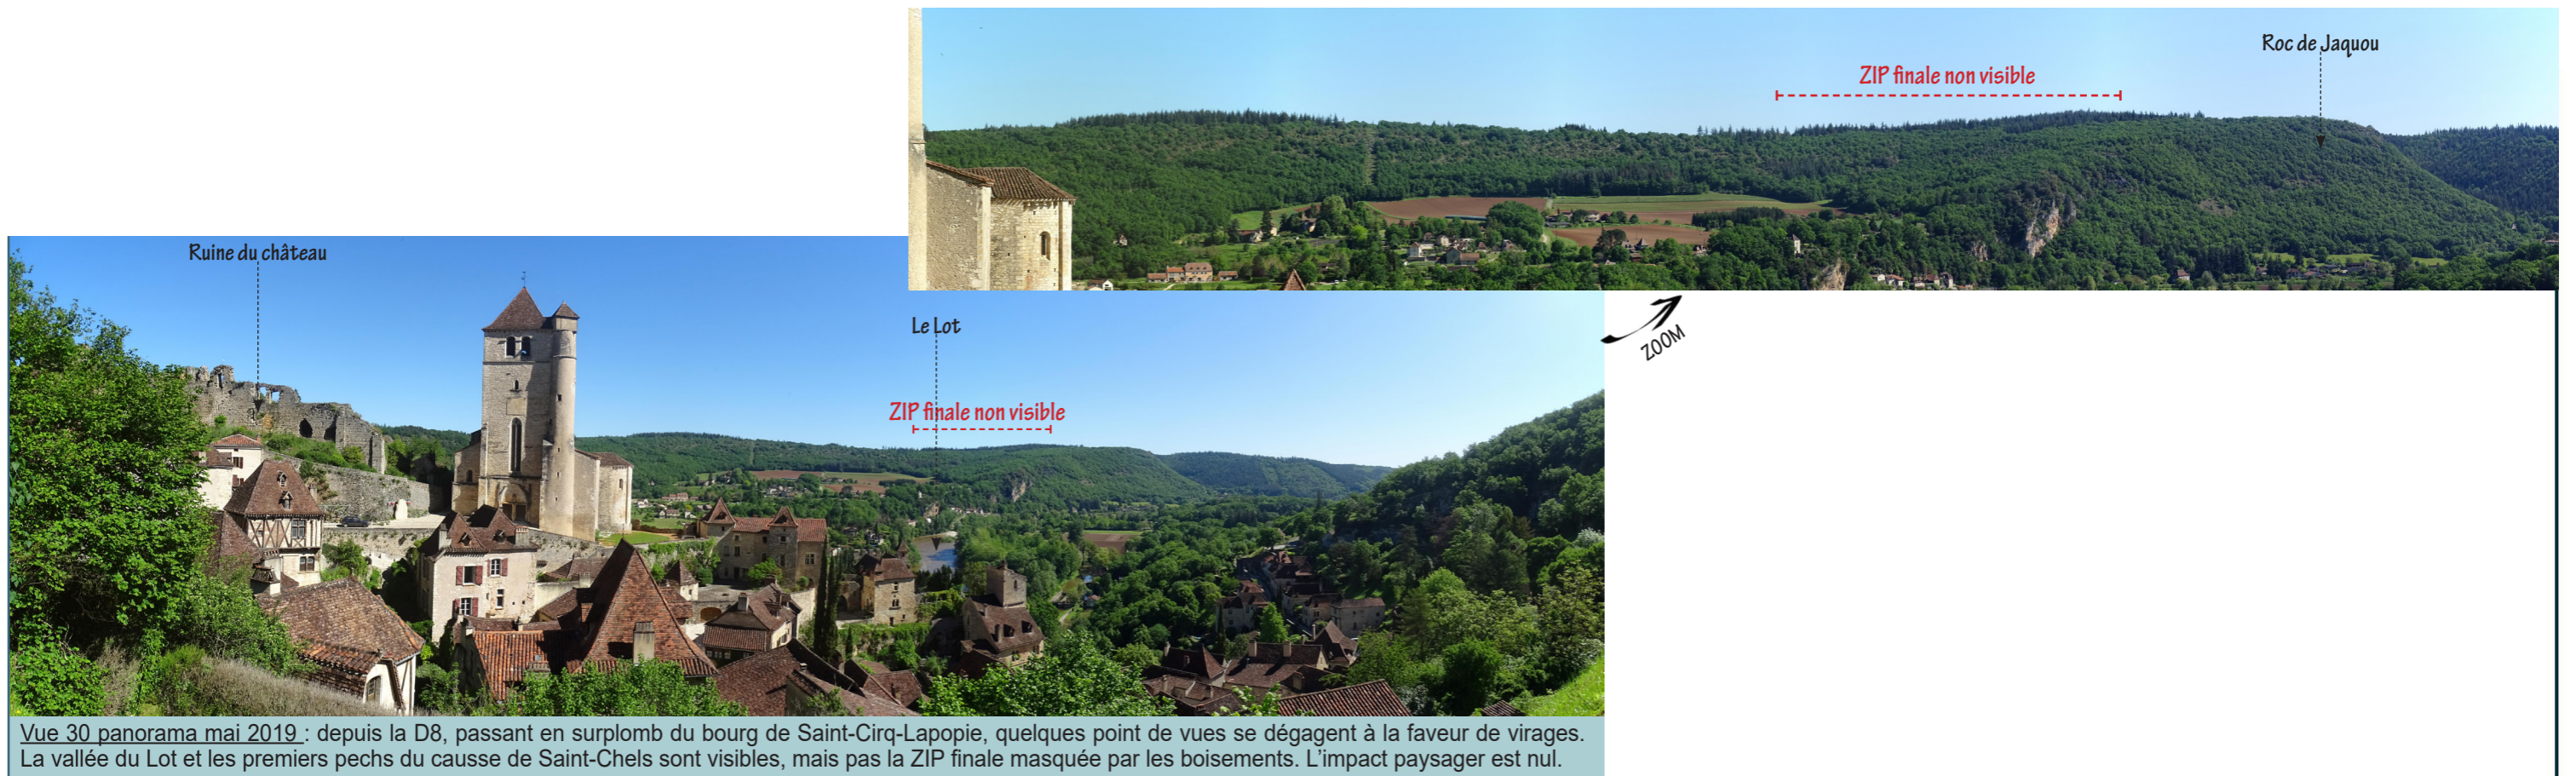 Roc de Jaquou
ZIP finale non visible
Ruine du château
Le Lot
ZIP finale non visible
ZOOM
Vue 30 panorama mai 2019 : depuis la D8, passant en surplomb du bourg de Saint-Cirq-Lapopie, quelques point de vues se dégagent à la faveur de virages.
La vallée du Lot et les premiers pechs du causse de Saint-Chels sont visibles, mais pas la ZIP finale masquée par les boisements. L'impact paysager est nul.